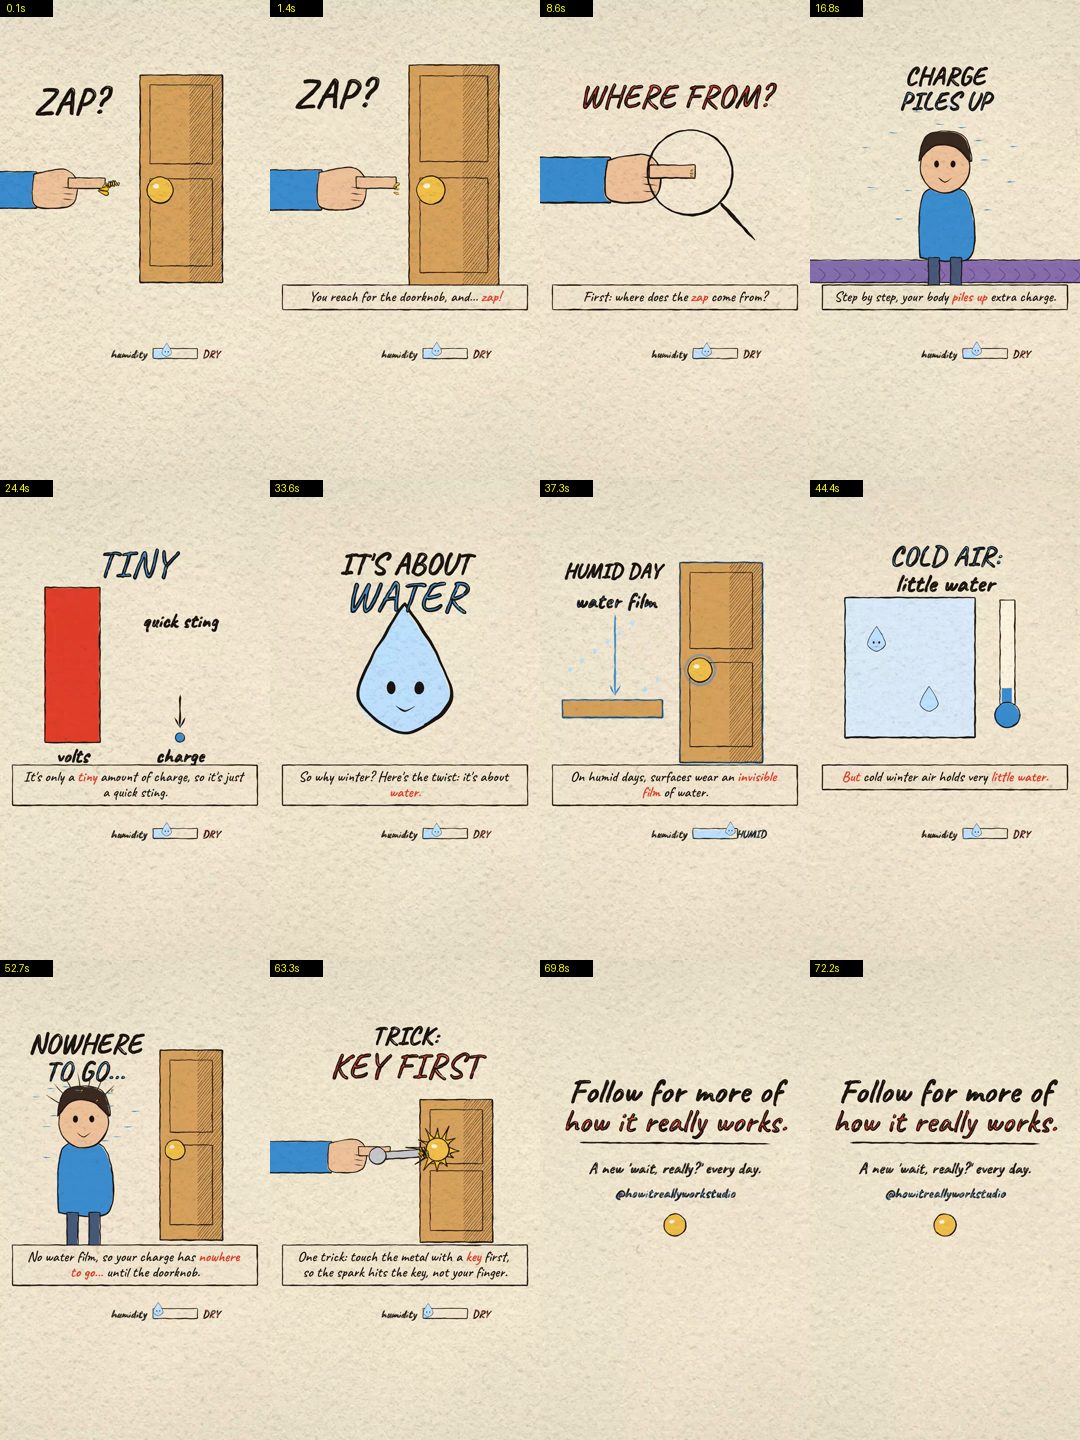 0.1s
ZAP?
humidity DRY
1.4s
ZAP?
You reach for the doorknob, and... zap!
humidity DRY
8.6s
WHERE FROM?
First: where does the zap come from?
humidity DRY
16.8s
CHARGE
PILES UP
Step by step, your body piles up extra charge.
humidity DRY
24.4s
TINY
quick sting
volts charge
It's only a tiny amount of charge, so it's just
a quick sting.
humidity DRY
33.6s
IT'S ABOUT
WATER
So why winter? Here's the twist: it's about
water.
humidity DRY
37.3s
HUMID DAY
water film
On humid days, surfaces wear an invisible
film of water.
humidity HUMID
44.4s
COLD AIR:
little water
But cold winter air holds very little water.
humidity DRY
52.7s
NOWHERE
TO GO...
No water film, so your charge has nowhere
to go... until the doorknob.
humidity DRY
63.3s
TRICK:
KEY FIRST
One trick: touch the metal with a key first,
so the spark hits the key, not your finger.
humidity DRY
69.8s
Follow for more of
how it really works.
A new 'wait, really?' every day.
@howitreallyworkstudio
72.2s
Follow for more of
how it really works.
A new 'wait, really?' every day.
@howitreallyworkstudio